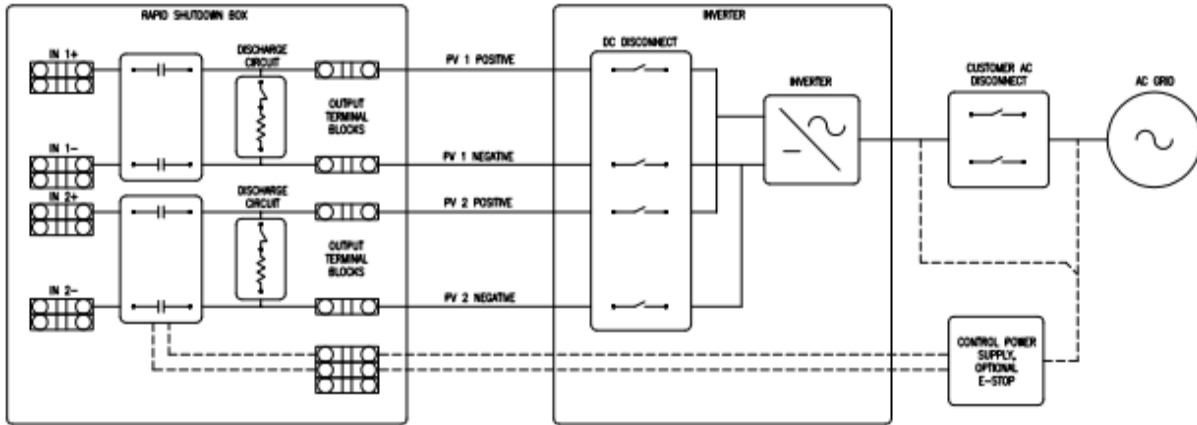 RAPID SHUTDOWN BOX
INVERTER
IN 1+
DISCHARGE
CIRCUIT
PV 1 POSITIVE
DC DISCONNECT
INVERTER
CUSTOMER AC
DISCONNECT
AC GRID
OUTPUT
TERMINAL
BLOCKS
IN 1-
PV 1 NEGATIVE
IN 2+
DISCHARGE
CIRCUIT
PV 2 POSITIVE
OUTPUT
TERMINAL
BLOCKS
IN 2-
PV 2 NEGATIVE
CONTROL POWER
SUPPLY,
OPTIONAL
E-STOP